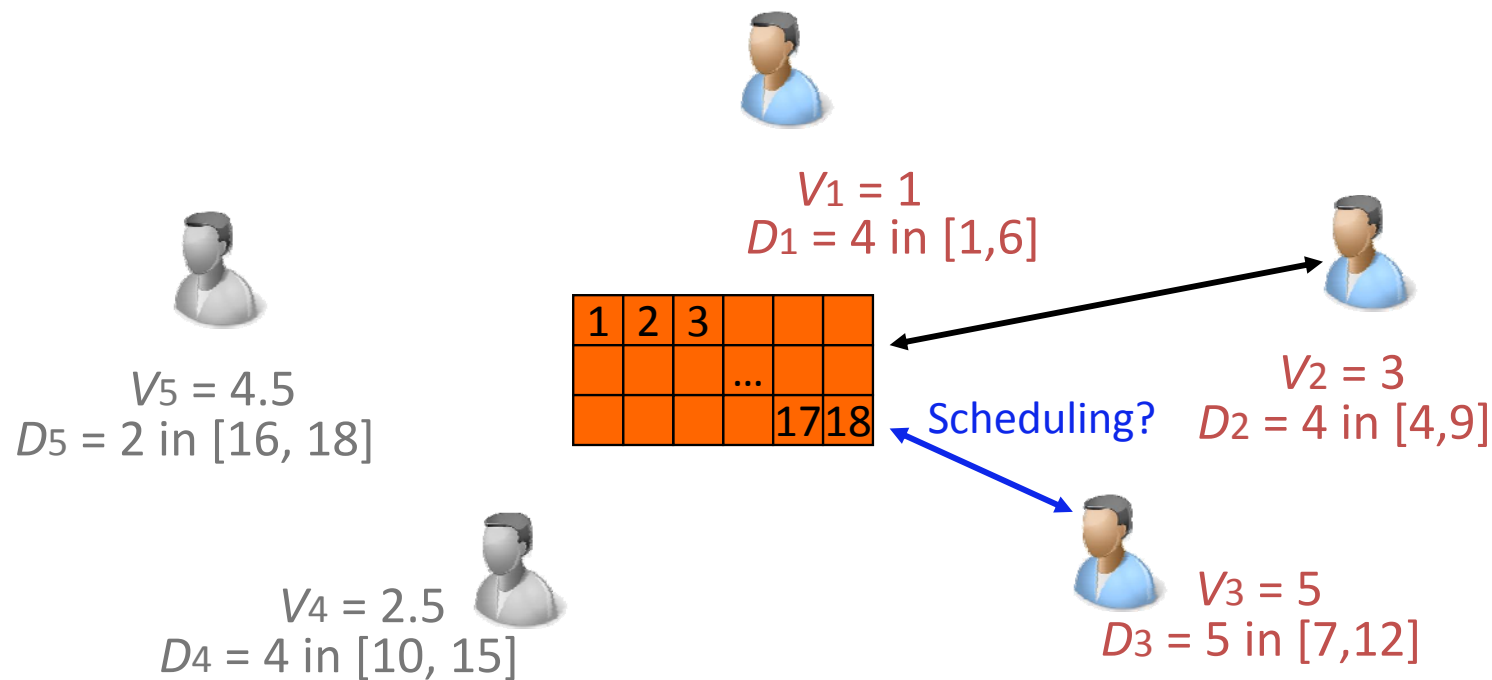 V1 = 1
D1 = 4 in [1,6]
1 2 3
...
17 18
Scheduling?
V2 = 3
D2 = 4 in [4,9]
V5 = 4.5
D5 = 2 in [16, 18]
V4 = 2.5
D4 = 4 in [10, 15]
V3 = 5
D3 = 5 in [7,12]